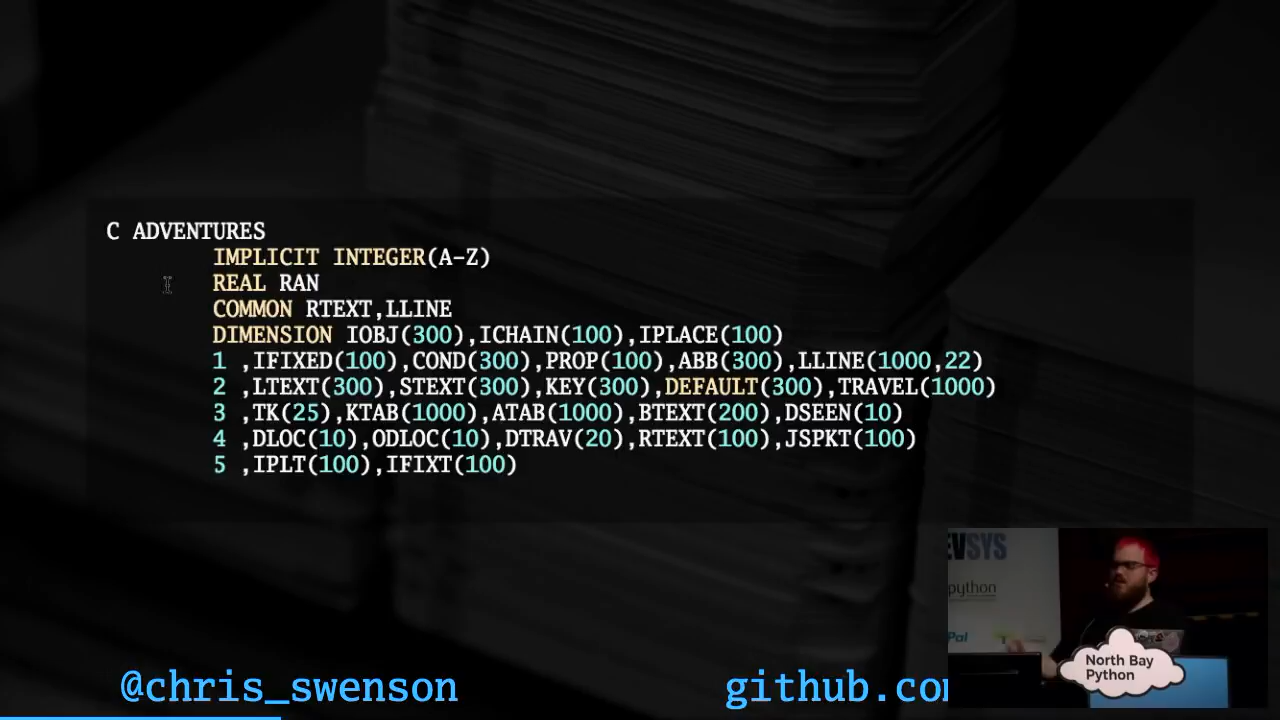 C ADVENTURES
IMPLICIT INTEGER(A-Z)
REAL RAN
COMMON RTEXT,LLINE
DIMENSION IOBJ(300),ICHAIN(100),IPLACE(100)
1 ,IFIXED(100),COND(300),PROP(100),ABB(300),LLINE(1000,22)
2 ,LTEXT(300),STEXT(300),KEY(300),DEFAULT(300),TRAVEL(1000)
3 ,TK(25),KTAB(1000),ATAB(1000),BTEXT(200),DSEEN(10)
4 ,DLOC(10),ODLOC(10),DTRAV(20),RTEXT(100),JSPKT(100)
5 ,IPLT(100),IFIXT(100)
EVSYS
python
Pal
North Bay
Python
@chris_swenson
github.com